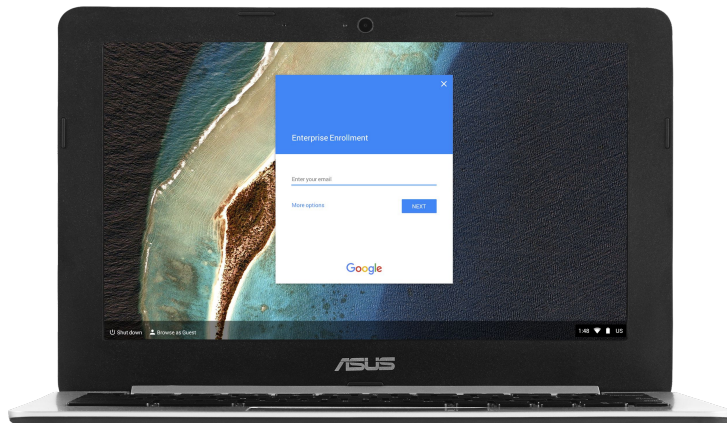 Enterprise Enrollment
Enter your email
More options
NEXT
Google
Shut down Browse as Guest
1:48 US
ASUS